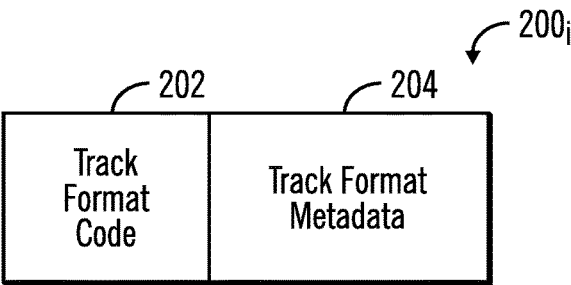 200i
202
204
Track
Format
Code
Track Format
Metadata